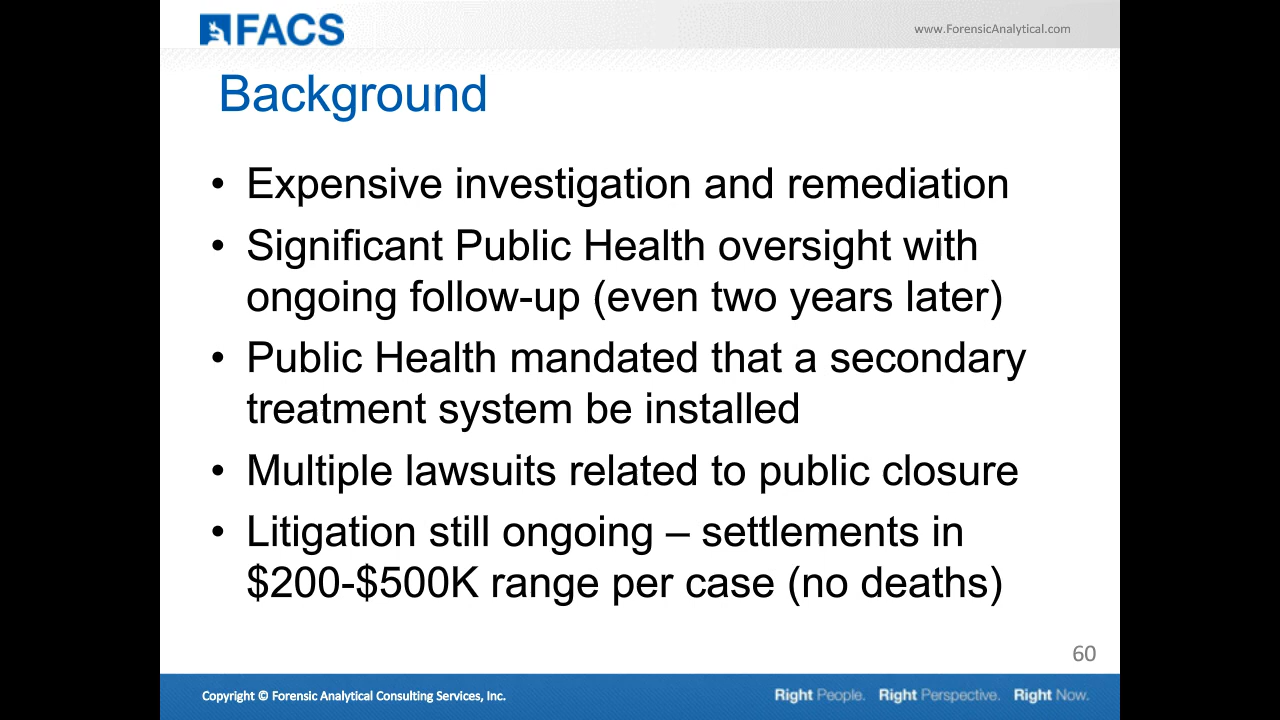 FACS
www.ForensicAnalytical.com
Background
• Expensive investigation and remediation
• Significant Public Health oversight with
ongoing follow-up (even two years later)
• Public Health mandated that a secondary
treatment system be installed
• Multiple lawsuits related to public closure
• Litigation still ongoing – settlements in
$200-$500K range per case (no deaths)
60
Copyright © Forensic Analytical Consulting Services, Inc.
Right People. Right Perspective. Right Now.